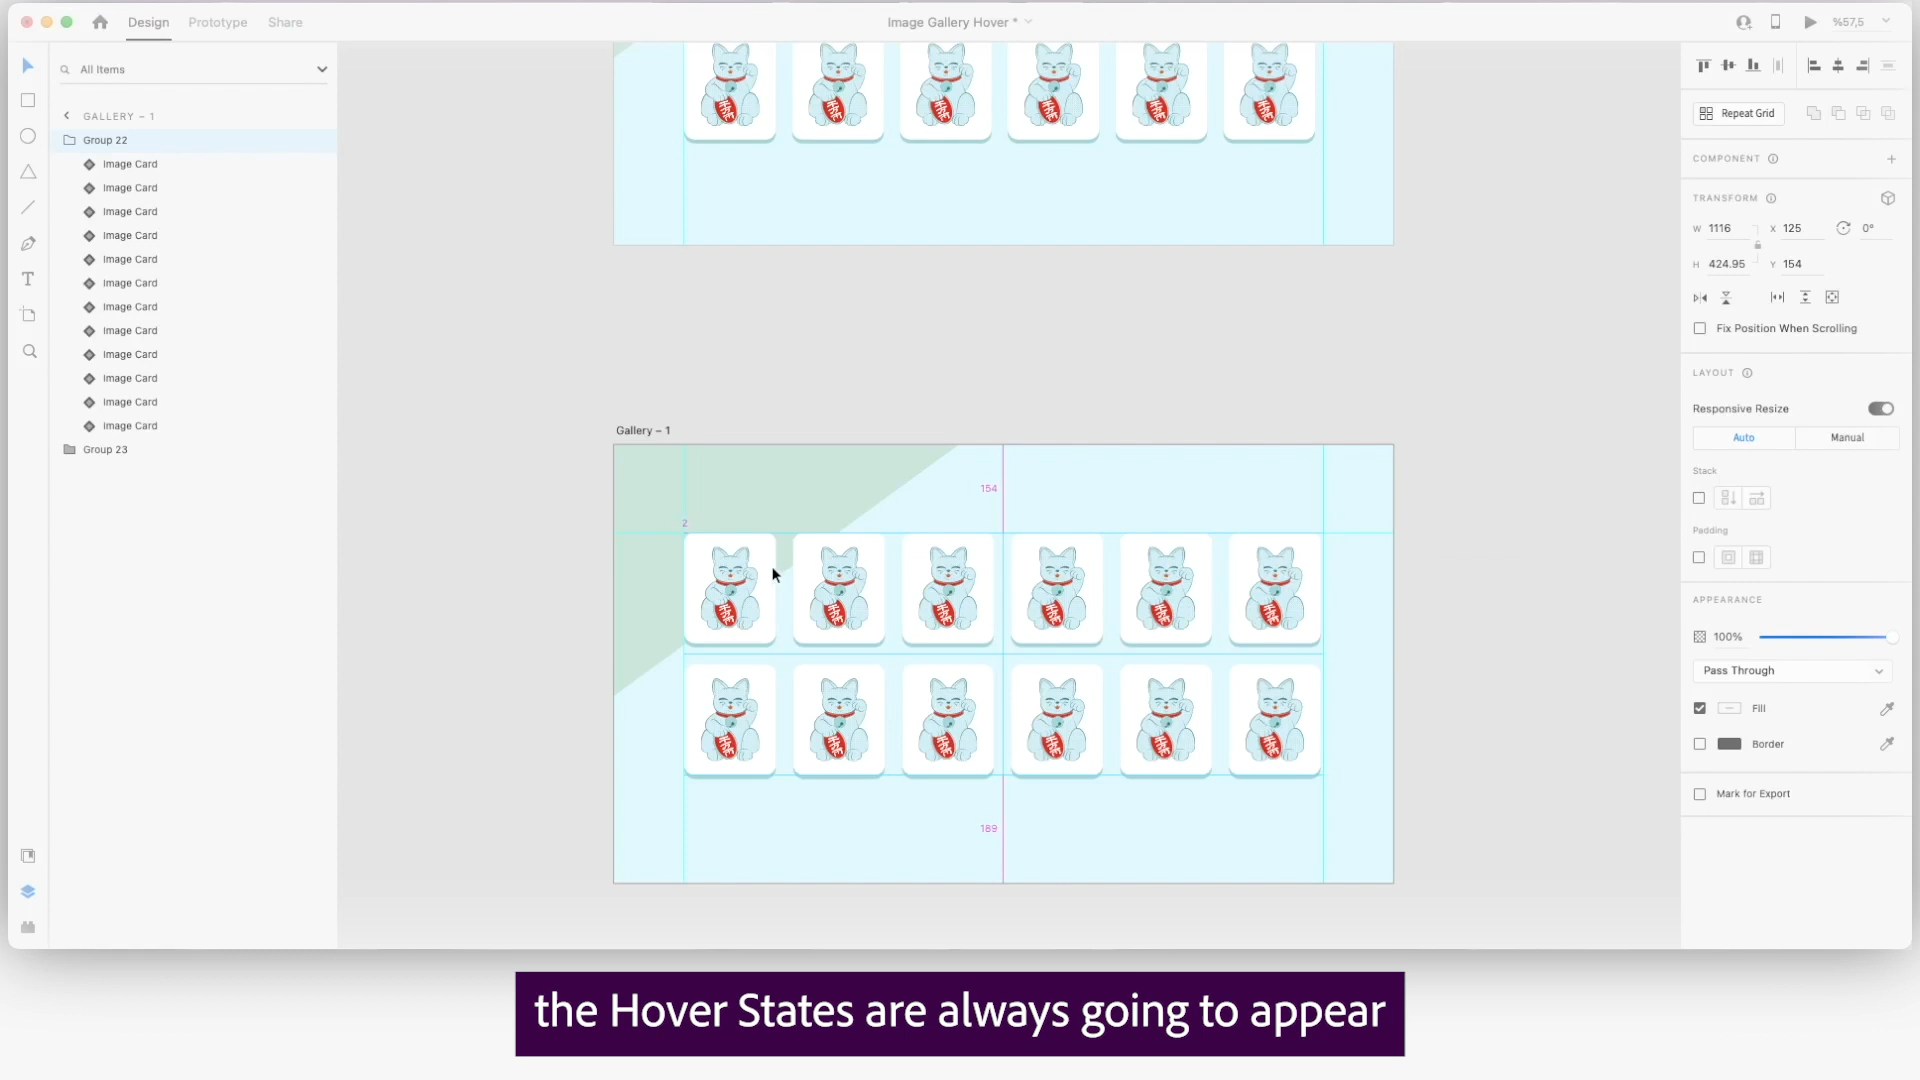 Design
Prototype
Share
Image Gallery Hover *
%57,5
All Items
GALLERY – 1
Group 22
Image Card
Image Card
Image Card
Image Card
Image Card
Image Card
Image Card
Image Card
Image Card
Image Card
Image Card
Image Card
Group 23
Gallery – 1
154
2
189
Repeat Grid
COMPONENT
TRANSFORM
W 1116
X 125
0°
H 424.95
Y 154
Fix Position When Scrolling
LAYOUT
Responsive Resize
Auto
Manual
Stack
Padding
APPEARANCE
100%
Pass Through
Fill
Border
Mark for Export
the Hover States are always going to appear